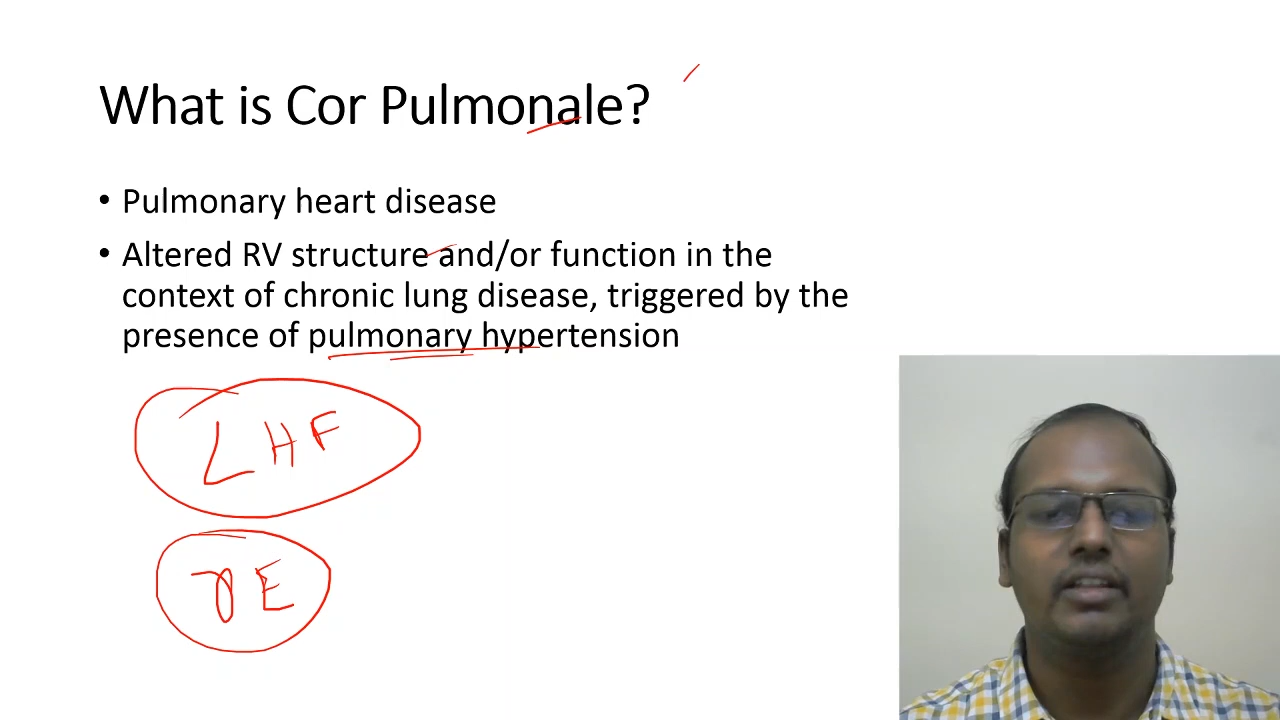 What is Cor Pulmonale?
• Pulmonary heart disease
• Altered RV structure and/or function in the
context of chronic lung disease, triggered by the
presence of pulmonary hypertension
LHF
PE